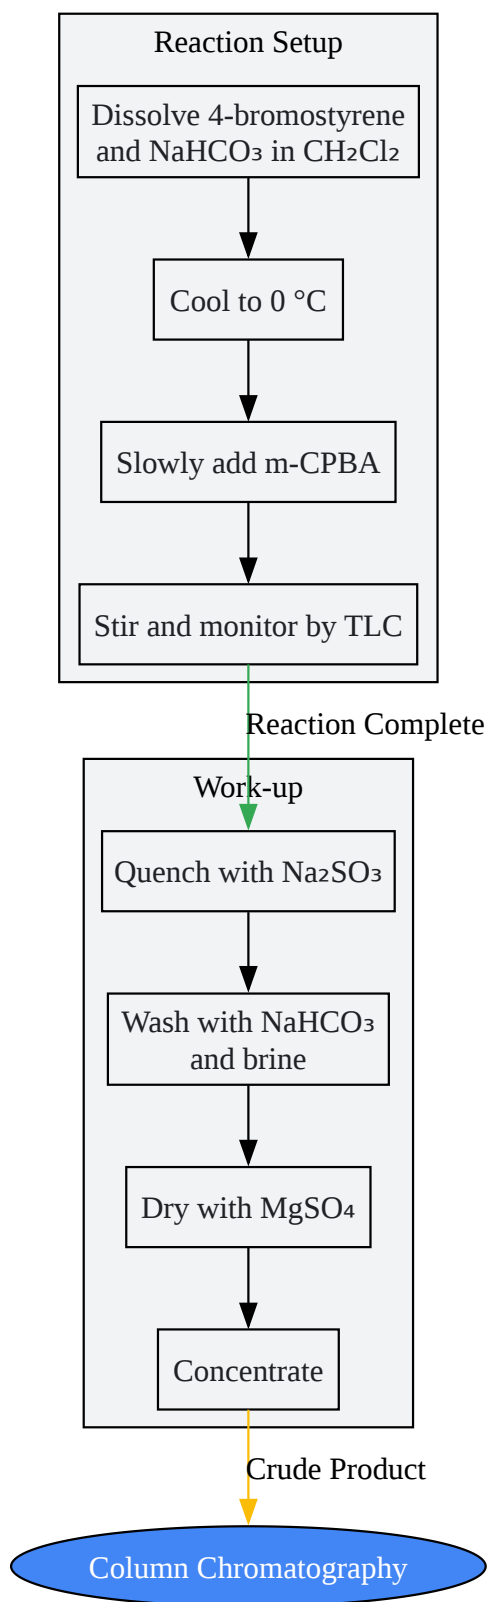 Reaction Setup
Dissolve 4-bromostyrene
and NaHCO₃ in CH₂Cl₂
Cool to 0 °C
Slowly add m-CPBA
Stir and monitor by TLC
Reaction Complete
Work-up
Quench with Na₂SO₃
Wash with NaHCO₃
and brine
Dry with MgSO₄
Concentrate
Crude Product
Column Chromatography